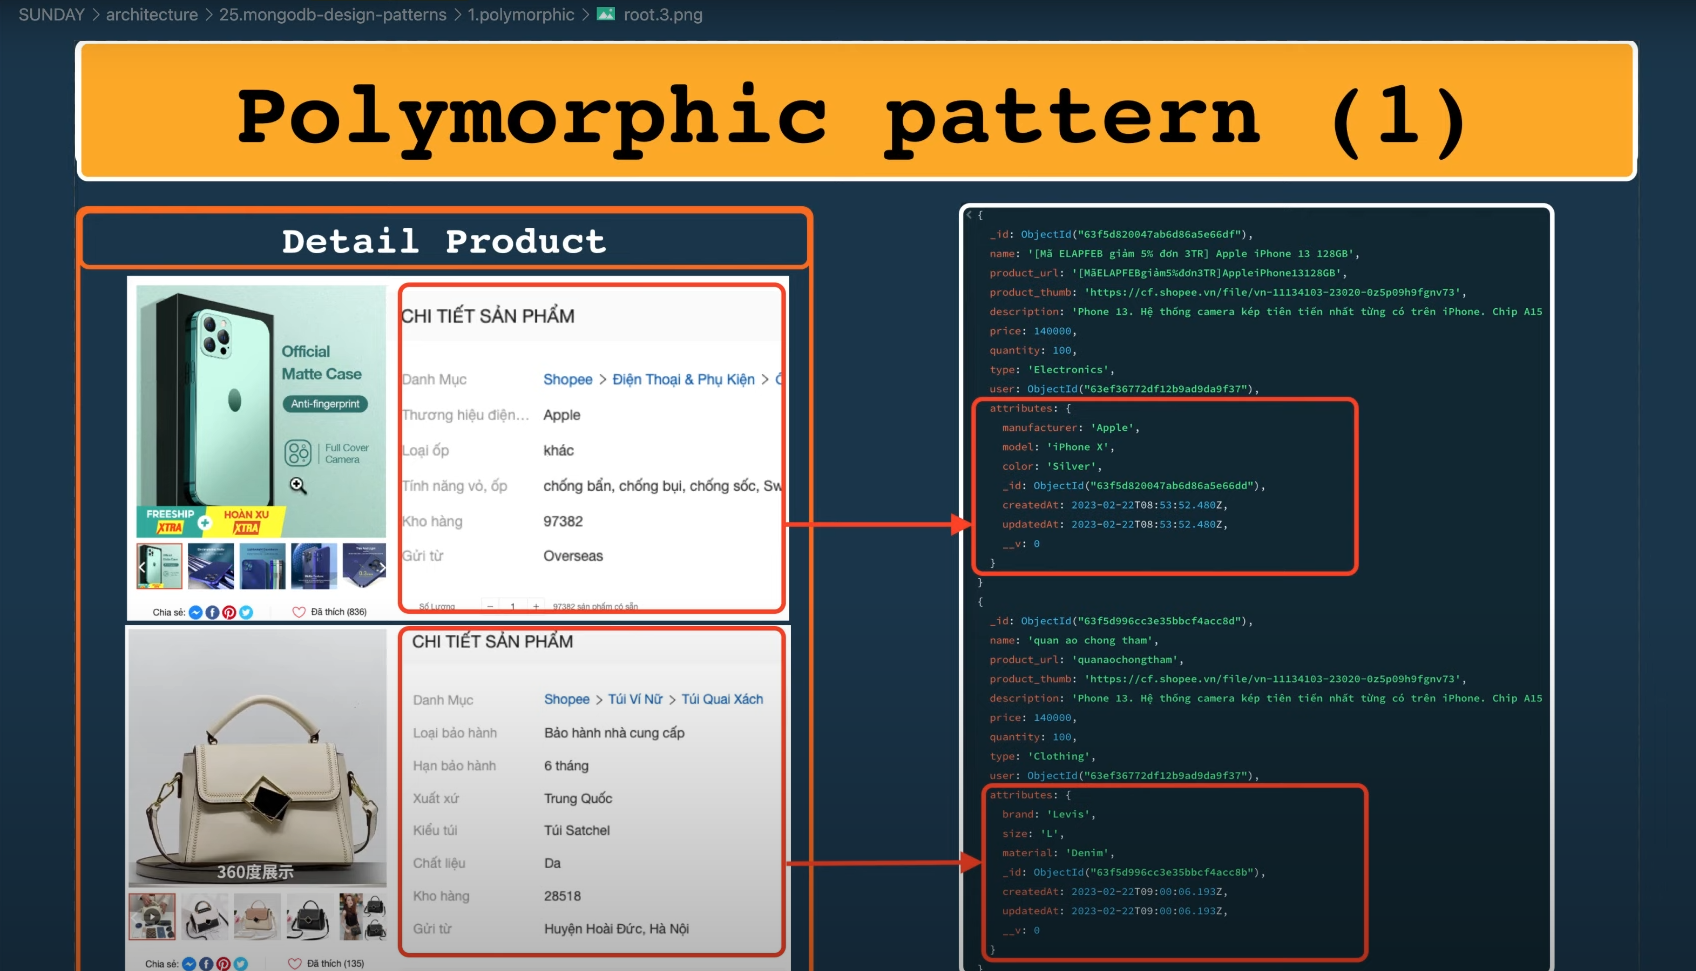 SUNDAY > architecture > 25.mongodb-design-patterns > 1.polymorphic > root.3.png
Polymorphic pattern (1)
Detail Product
Official
Matte Case
Anti-fingerprint
Full Cover
Camera
FREESHIP
XTRA
+
HOÀN XU
XTRA
Chia sẻ:
Đã thích (836)
CHI TIẾT SẢN PHẨM
Danh Mục
Shopee > Điện Thoại & Phụ Kiện >
Thương hiệu điện...
Apple
Loại ốp
khác
Tính năng vỏ, ốp
chống bẩn, chống bụi, chống sốc, Sw
Kho hàng
97382
Gửi từ
Overseas
Số Lượng
− 1 +
97382 sản phẩm có sẵn
360度展示
Chia sẻ:
Đã thích (135)
CHI TIẾT SẢN PHẨM
Danh Mục
Shopee > Túi Ví Nữ > Túi Quai Xách
Loại bảo hành
Bảo hành nhà cung cấp
Hạn bảo hành
6 tháng
Xuất xứ
Trung Quốc
Kiểu túi
Túi Satchel
Chất liệu
Da
Kho hàng
28518
Gửi từ
Huyện Hoài Đức, Hà Nội
< {
_id: ObjectId("63f5d820047ab6d86a5e66df"),
name: '[Mã ELAPFEB giảm 5% đơn 3TR] Apple iPhone 13 128GB',
product_url: '[MãELAPFEBgiảm5%đơn3TR]AppleiPhone13128GB',
product_thumb: 'https://cf.shopee.vn/file/vn-11134103-23020-0z5p09h9fgnv73',
description: 'Phone 13. Hệ thống camera kép tiên tiến nhất từng có trên iPhone. Chip A15
price: 140000,
quantity: 100,
type: 'Electronics',
user: ObjectId("63ef36772df12b9ad9da9f37"),
attributes: {
manufacturer: 'Apple',
model: 'iPhone X',
color: 'Silver',
_id: ObjectId("63f5d820047ab6d86a5e66dd"),
createdAt: 2023-02-22T08:53:52.480Z,
updatedAt: 2023-02-22T08:53:52.480Z,
__v: 0
}
}
{
_id: ObjectId("63f5d996cc3e35bbcf4acc8d"),
name: 'quan ao chong tham',
product_url: 'quanaochongtham',
product_thumb: 'https://cf.shopee.vn/file/vn-11134103-23020-0z5p09h9fgnv73',
description: 'Phone 13. Hệ thống camera kép tiên tiến nhất từng có trên iPhone. Chip A15
price: 140000,
quantity: 100,
type: 'Clothing',
user: ObjectId("63ef36772df12b9ad9da9f37"),
attributes: {
brand: 'Levis',
size: 'L',
material: 'Denim',
_id: ObjectId("63f5d996cc3e35bbcf4acc8b"),
createdAt: 2023-02-22T09:00:06.193Z,
updatedAt: 2023-02-22T09:00:06.193Z,
__v: 0
}
}